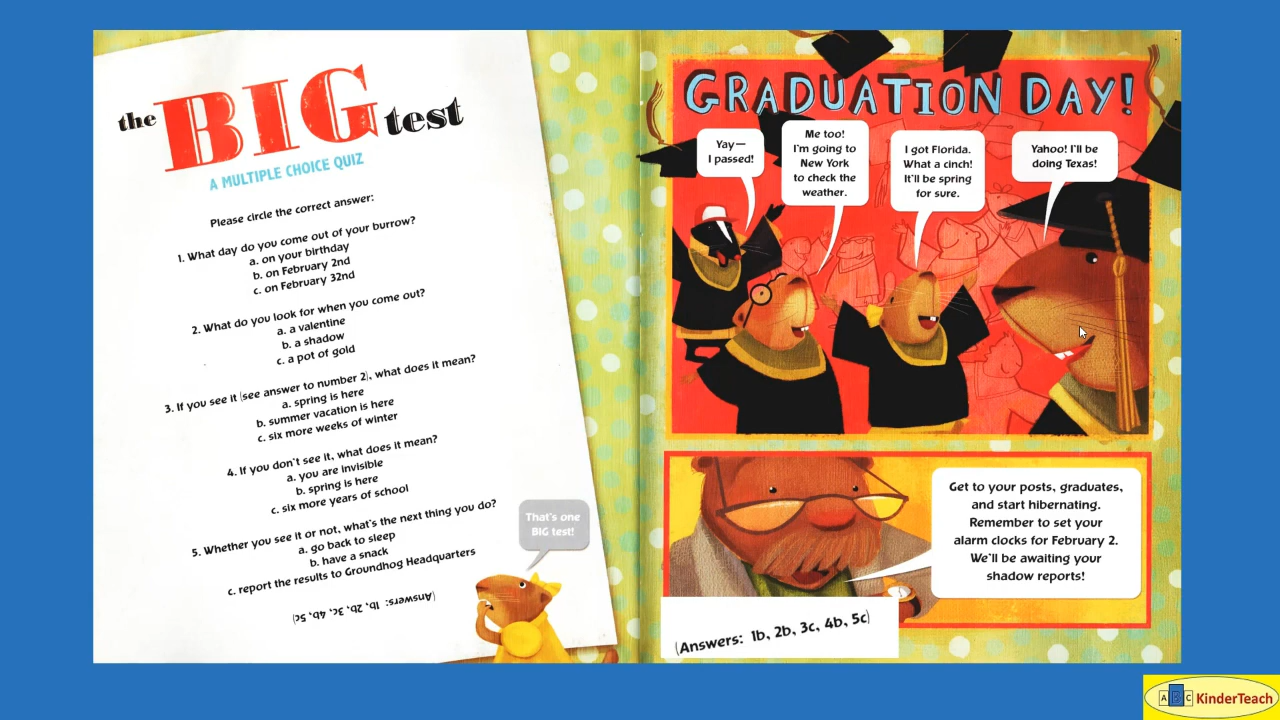 the BIG test
A MULTIPLE CHOICE QUIZ
Please circle the correct answer:
1. What day do you come out of your burrow?
a. on your birthday
b. on February 2nd
c. on February 32nd
2. What do you look for when you come out?
a. a valentine
b. a shadow
c. a pot of gold
3. If you see it (see answer to number 2), what does it mean?
a. spring is here
b. summer vacation is here
c. six more weeks of winter
4. If you don't see it, what does it mean?
a. you are invisible
b. spring is here
c. six more years of school
5. Whether you see it or not, what's the next thing you do?
a. go back to sleep
b. have a snack
c. report the results to Groundhog Headquarters
(Answers: 1b, 2b, 3c, 4b, 5c)
That's one
BIG test!
GRADUATION DAY!
Yay—
I passed!
Me too!
I'm going to
New York
to check the
weather.
I got Florida.
What a cinch!
It'll be spring
for sure.
Yahoo! I'll be
doing Texas!
Get to your posts, graduates,
and start hibernating.
Remember to set your
alarm clocks for February 2.
We'll be awaiting your
shadow reports!
(Answers: 1b, 2b, 3c, 4b, 5c)
ABC KinderTeach